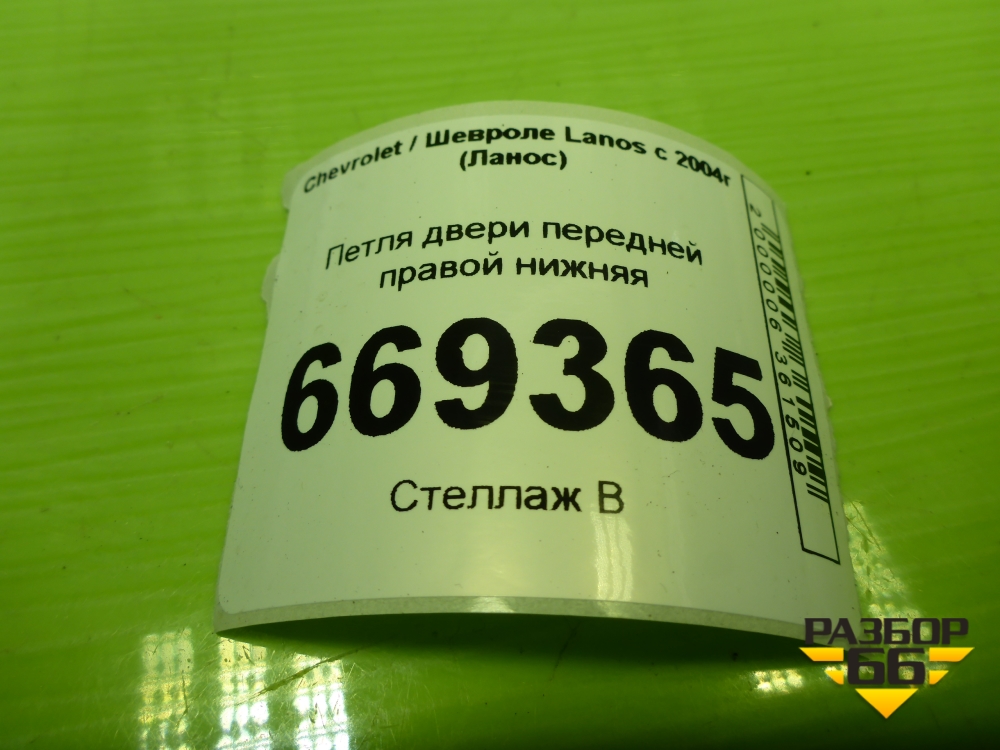 Chevrolet / Шевроле Lanos с 2004г
(Ланос)
Петля двери передней
правой нижняя
669365
Стеллаж В
2000006361509
РАЗБОР
66